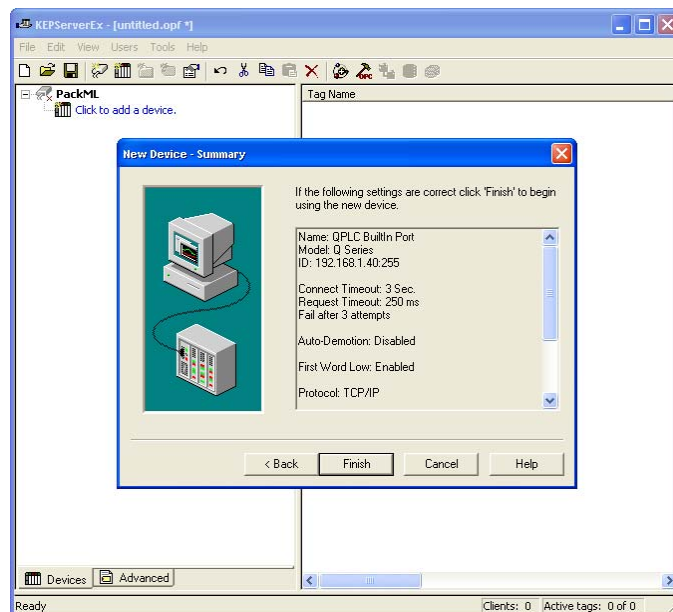 KEPServerEx - [untitled.opf *]
File Edit View Users Tools Help
PackML
Click to add a device.
Tag Name
New Device - Summary
If the following settings are correct click 'Finish' to begin
using the new device.
Name: QPLC BuiltIn Port
Model: Q Series
ID: 192.168.1.40:255
Connect Timeout: 3 Sec.
Request Timeout: 250 ms
Fail after 3 attempts
Auto-Demotion: Disabled
First Word Low: Enabled
Protocol: TCP/IP
< Back Finish Cancel Help
Devices Advanced
Ready Clients: 0 Active tags: 0 of 0